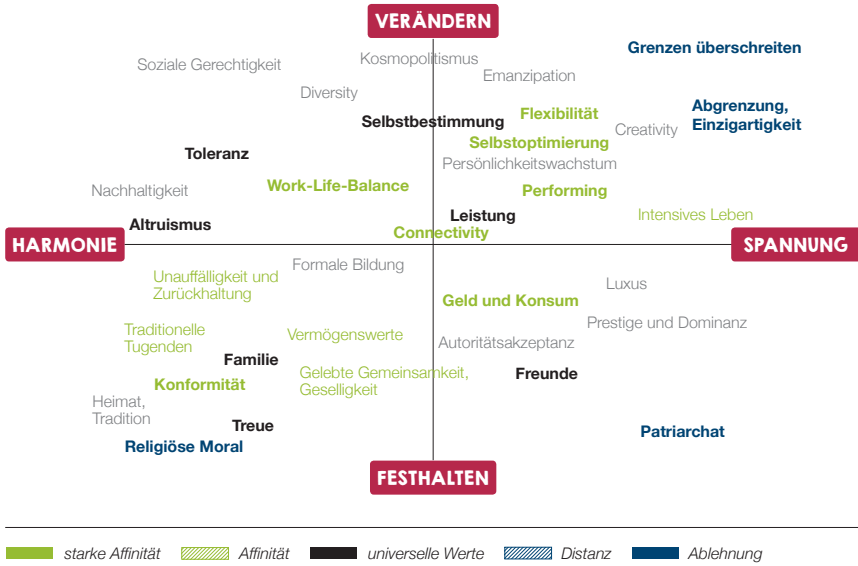 VERÄNDERN
Grenzen überschreiten
Kosmopolitismus
Soziale Gerechtigkeit
Emanzipation
Diversity
Abgrenzung,
Einzigartigkeit
Flexibilität
Selbstbestimmung
Creativity
Selbstoptimierung
Toleranz
Persönlichkeitswachstum
Work-Life-Balance
Nachhaltigkeit
Performing
Leistung
Intensives Leben
Altruismus
Connectivity
HARMONIE
SPANNUNG
Formale Bildung
Unauffälligkeit und
Zurückhaltung
Luxus
Geld und Konsum
Prestige und Dominanz
Traditionelle
Tugenden
Vermögenswerte
Autoritätsakzeptanz
Familie
Gelebte Gemeinsamkeit,
Geselligkeit
Freunde
Konformität
Heimat,
Tradition
Treue
Patriarchat
Religiöse Moral
FESTHALTEN
starke Affinität Affinität universelle Werte Distanz Ablehnung